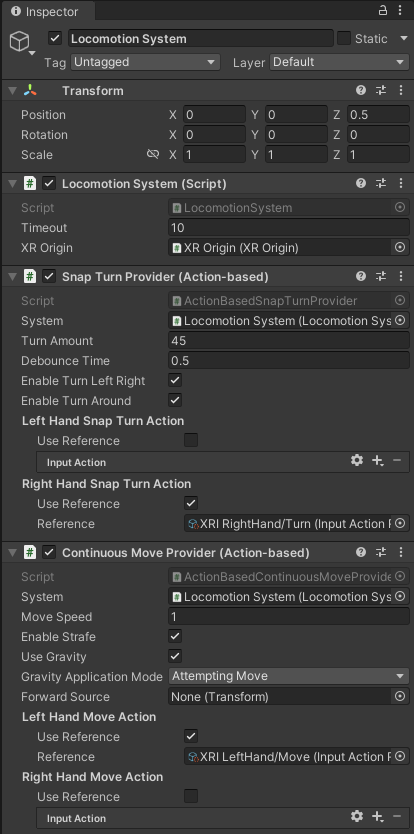 Inspector
Locomotion System Static
Tag Untagged Layer Default
Transform
Position X 0 Y 0 Z 0.5
Rotation X 0 Y 0 Z 0
Scale X 1 Y 1 Z 1
# Locomotion System (Script)
Script # LocomotionSystem
Timeout 10
XR Origin # XR Origin (XR Origin)
# Snap Turn Provider (Action-based)
Script # ActionBasedSnapTurnProvider
System # Locomotion System (Locomotion Sys
Turn Amount 45
Debounce Time 0.5
Enable Turn Left Right
Enable Turn Around
Left Hand Snap Turn Action
Use Reference
Input Action
Right Hand Snap Turn Action
Use Reference
Reference XRI RightHand/Turn (Input Action R
# Continuous Move Provider (Action-based)
Script # ActionBasedContinuousMoveProvide
System # Locomotion System (Locomotion Sys
Move Speed 1
Enable Strafe
Use Gravity
Gravity Application Mode Attempting Move
Forward Source None (Transform)
Left Hand Move Action
Use Reference
Reference XRI LeftHand/Move (Input Action R
Right Hand Move Action
Use Reference
Input Action